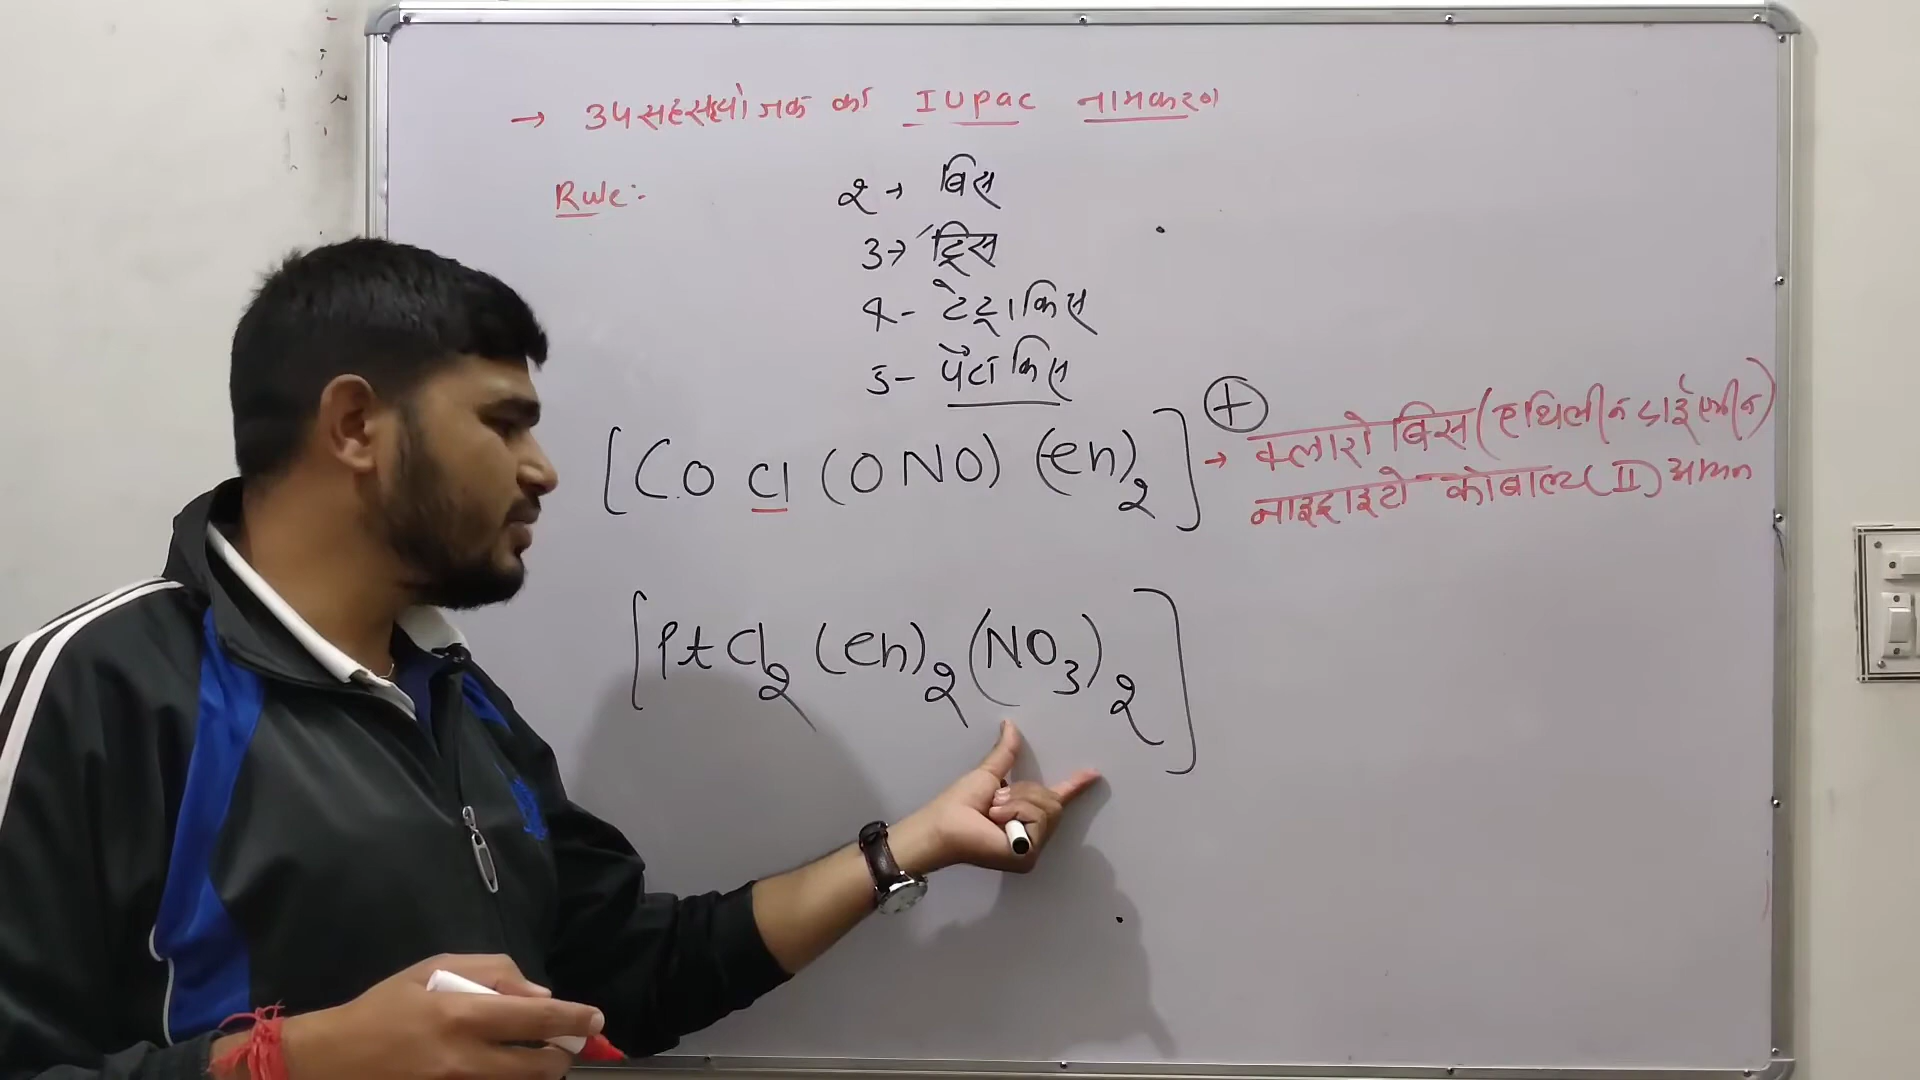 → उपसहसंयोजक का IUPAC नामकरण
Rule:-
2 → बिस
3 → ट्रिस
4 - टेट्राकिस
5 - पेंटाकिस
[CO Cl (ONO) (en)2]⊕ → क्लारो बिस (एथिलीन डाईएमीन)
नाइट्राइटो कोबाल्ट (II) आयन
[Pt Cl2 (en)2 (NO3)2]